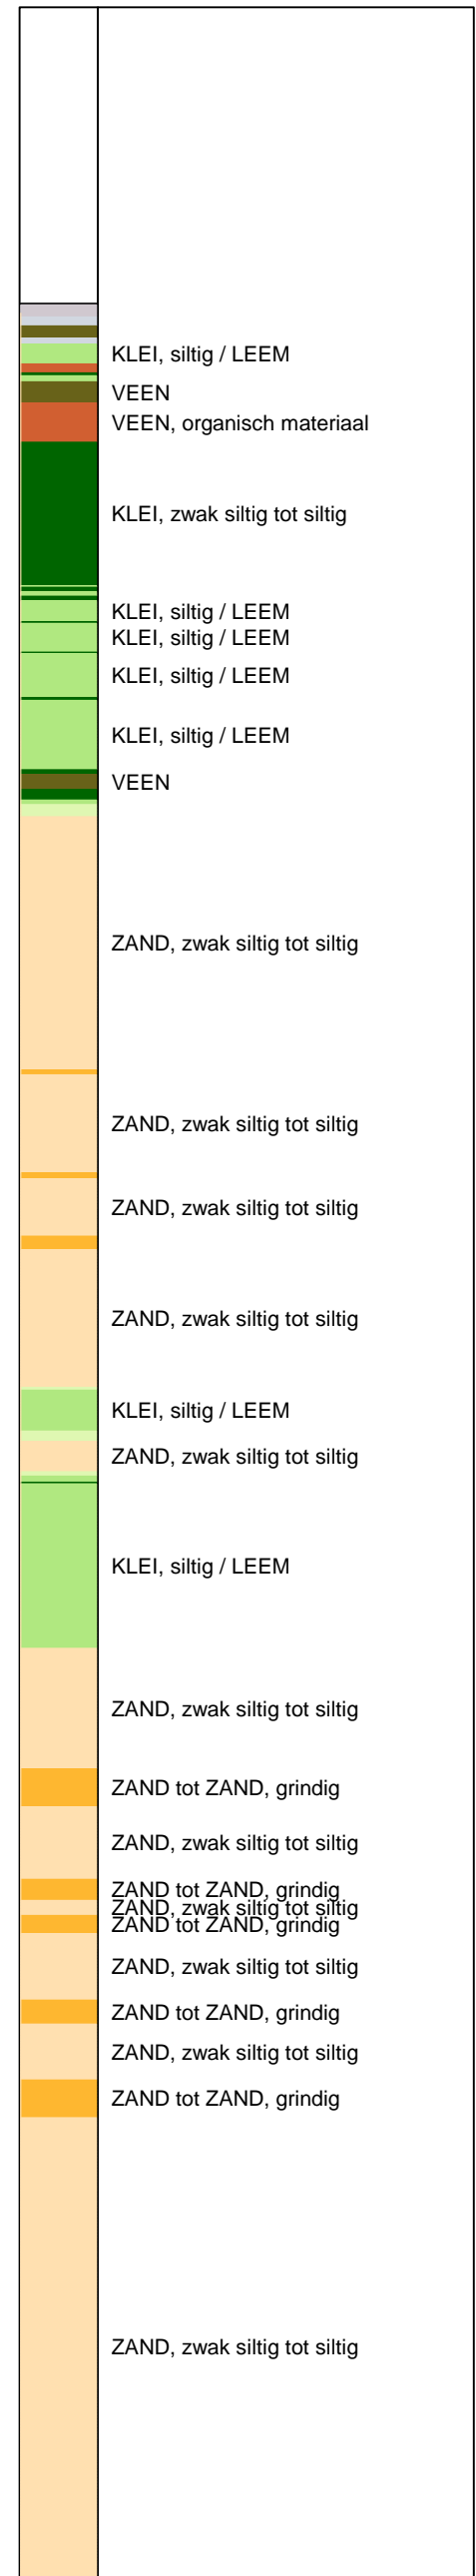 KLEI, siltig / LEEM
VEEN
VEEN, organisch materiaal
KLEI, zwak siltig tot siltig
KLEI, siltig / LEEM
KLEI, siltig / LEEM
KLEI, siltig / LEEM
KLEI, siltig / LEEM
VEEN
ZAND, zwak siltig tot siltig
ZAND, zwak siltig tot siltig
ZAND, zwak siltig tot siltig
ZAND, zwak siltig tot siltig
KLEI, siltig / LEEM
ZAND, zwak siltig tot siltig
KLEI, siltig / LEEM
ZAND, zwak siltig tot siltig
ZAND tot ZAND, grindig
ZAND, zwak siltig tot siltig
ZAND tot ZAND, grindig
ZAND, zwak siltig tot siltig
ZAND tot ZAND, grindig
ZAND, zwak siltig tot siltig
ZAND tot ZAND, grindig
ZAND, zwak siltig tot siltig
ZAND tot ZAND, grindig
ZAND, zwak siltig tot siltig